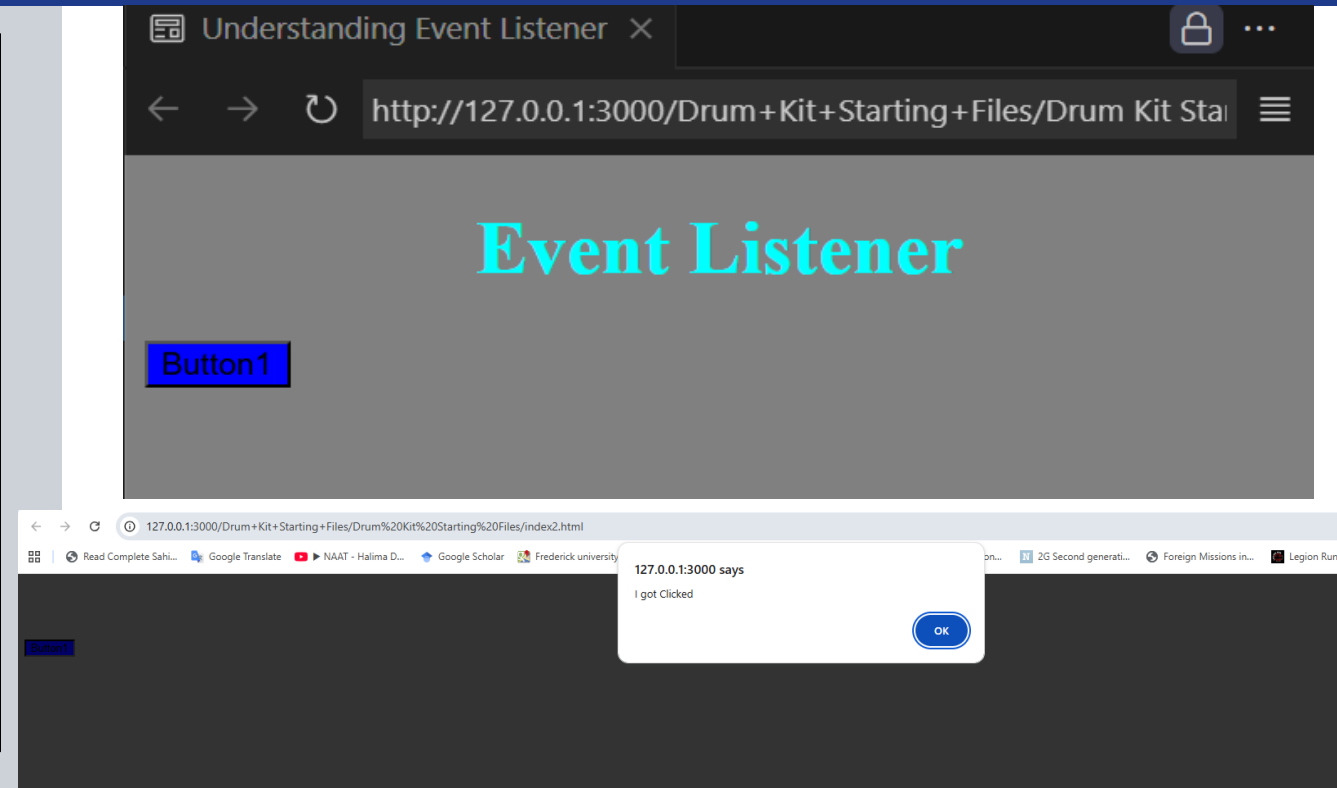 Understanding Event Listener
http://127.0.0.1:3000/Drum+Kit+Starting+Files/Drum Kit Sta
Event Listener
Button1
127.0.0.1:3000/Drum+Kit+Starting+Files/Drum%20Kit%20Starting%20Files/index2.html
Read Complete Sahi... Google Translate ▶ NAAT - Halima D... Google Scholar Frederick university on... N 2G Second generati... Foreign Missions in... Legion Run
127.0.0.1:3000 says
I got Clicked
OK
Button1